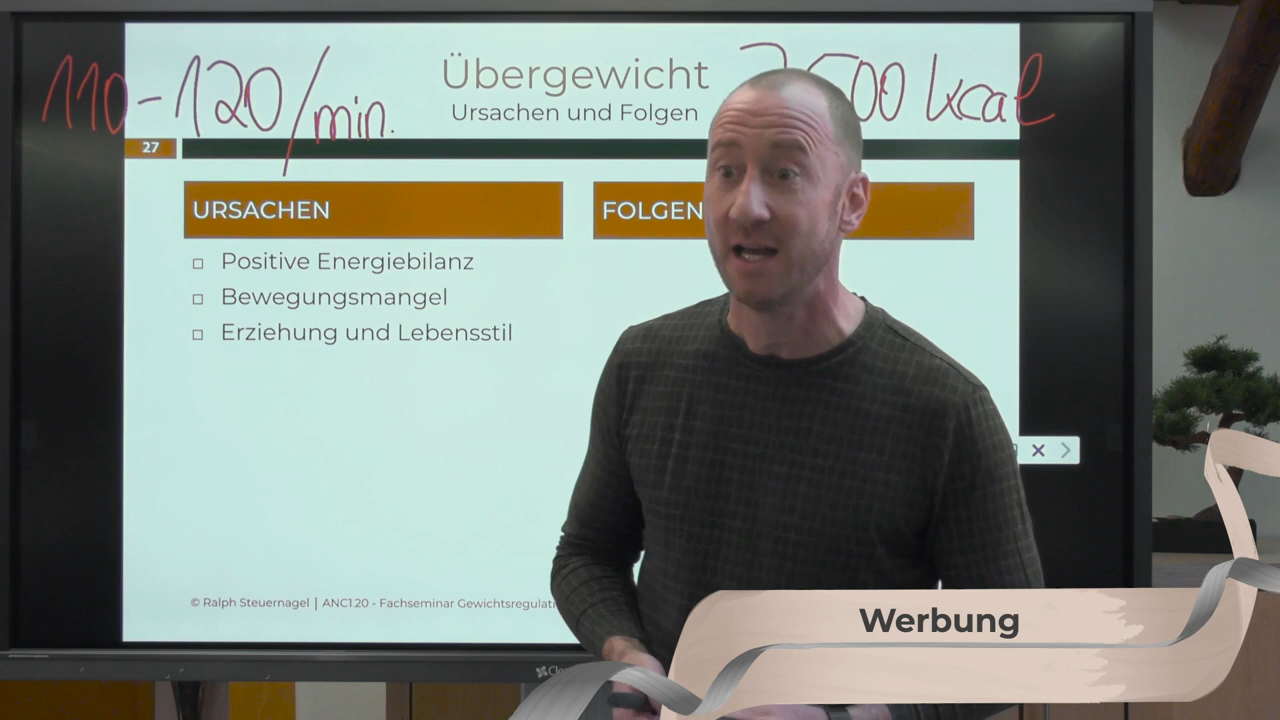 110-120/min.
Übergewicht
500 kcal
Ursachen und Folgen
27
URSACHEN
FOLGEN
Positive Energiebilanz
Bewegungsmangel
Erziehung und Lebensstil
© Ralph Steuernagel | ANC1.20 - Fachseminar
Werbung